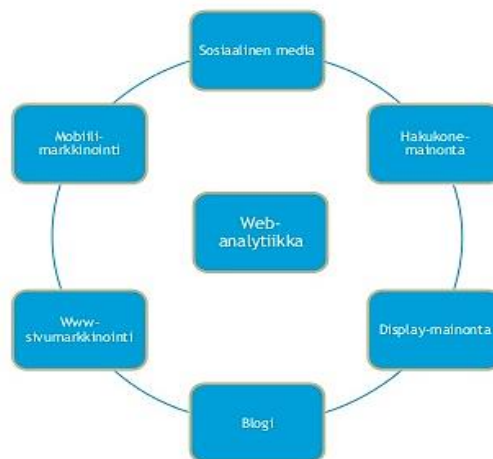 Sosiaalinen media
Mobiili-
markkinointi
Hakukone-
mainonta
Web-
analytiikka
Www-
sivumarkkinointi
Display-mainonta
Blogi